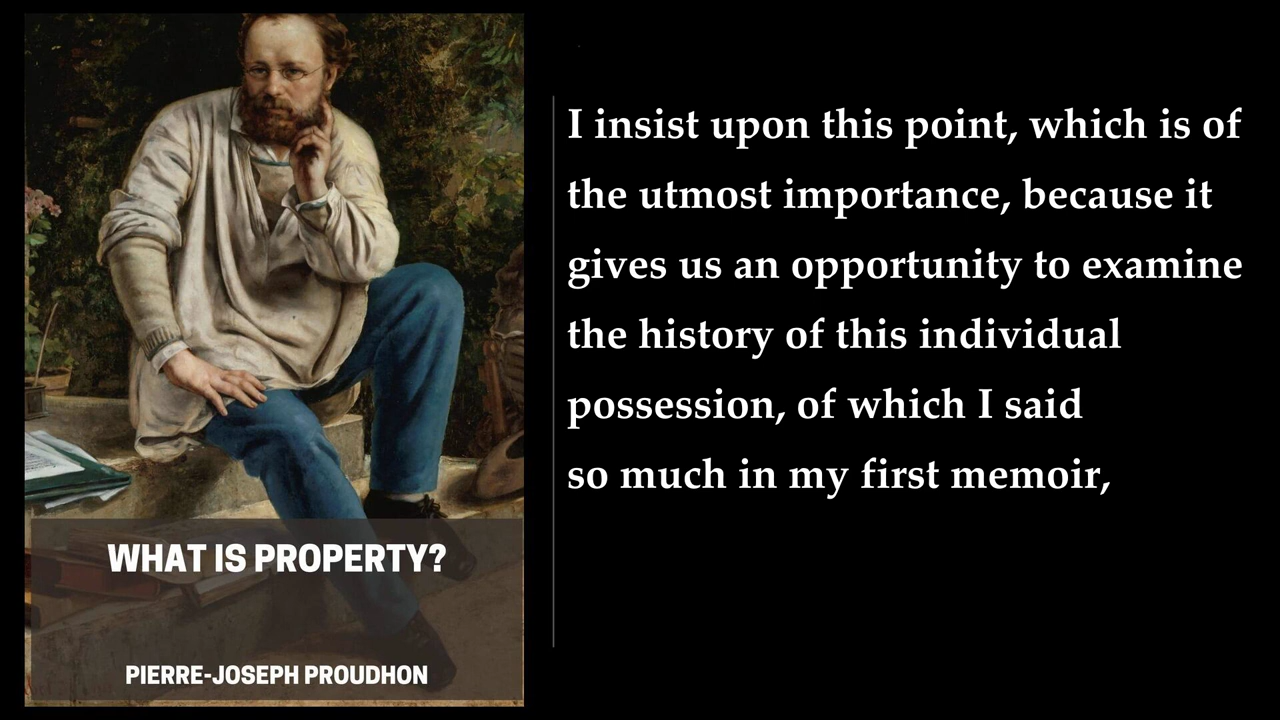 I insist upon this point, which is of
the utmost importance, because it
gives us an opportunity to examine
the history of this individual
possession, of which I said
so much in my first memoir,
WHAT IS PROPERTY?
PIERRE-JOSEPH PROUDHON